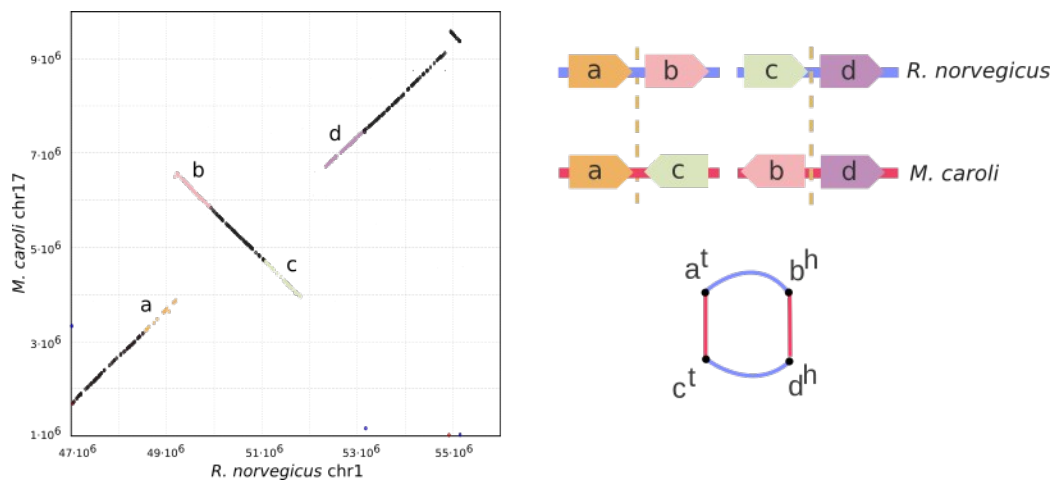 9·10⁶
7·10⁶
5·10⁶
3·10⁶
1·10⁶
M. caroli chr17
47·10⁶ 49·10⁶ 51·10⁶ 53·10⁶ 55·10⁶
R. norvegicus chr1
a
b
c
d
a b c d R. norvegicus
a c b d M. caroli
aᵗ bʰ
cᵗ dʰ